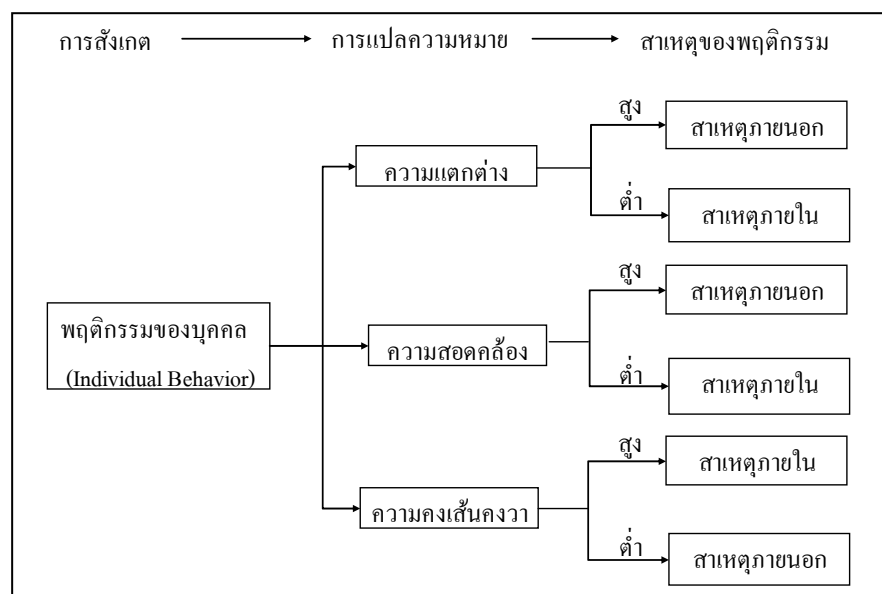 การสังเกต การแปลความหมาย สาเหตุของพฤติกรรม
สูง
สาเหตุภายนอก
ความแตกต่าง
ต่ำ
สาเหตุภายใน
สูง
สาเหตุภายนอก
พฤติกรรมของบุคคล
(Individual Behavior)
ความสอดคล้อง
ต่ำ
สาเหตุภายใน
สูง
สาเหตุภายใน
ความคงเส้นคงวา
ต่ำ
สาเหตุภายนอก